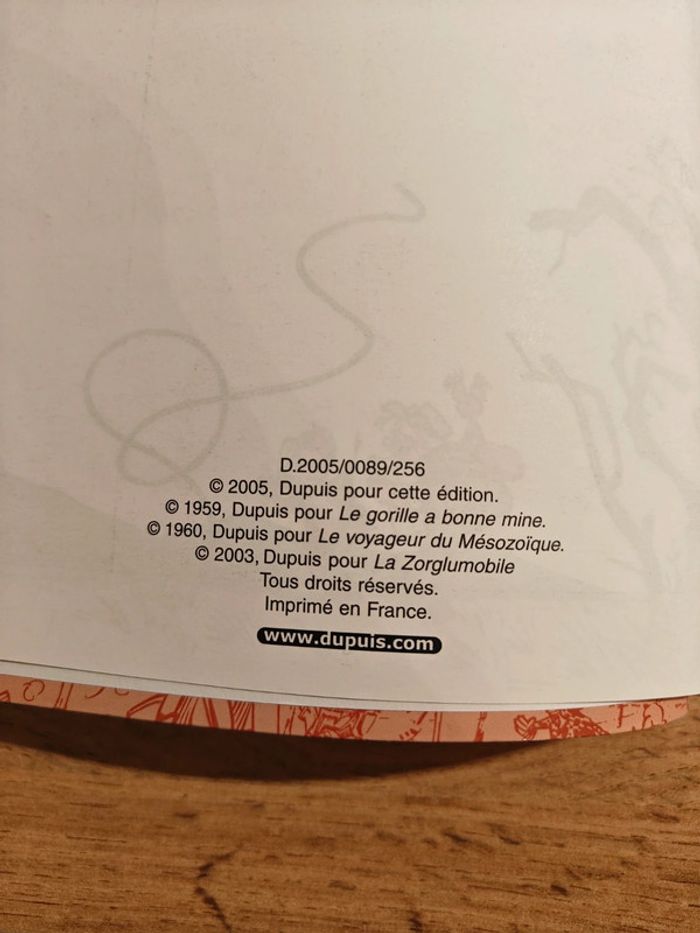 D.2005/0089/256
© 2005, Dupuis pour cette édition.
© 1959, Dupuis pour Le gorille a bonne mine.
© 1960, Dupuis pour Le voyageur du Mésozoïque.
© 2003, Dupuis pour La Zorglumobile
Tous droits réservés.
Imprimé en France.
www.dupuis.com